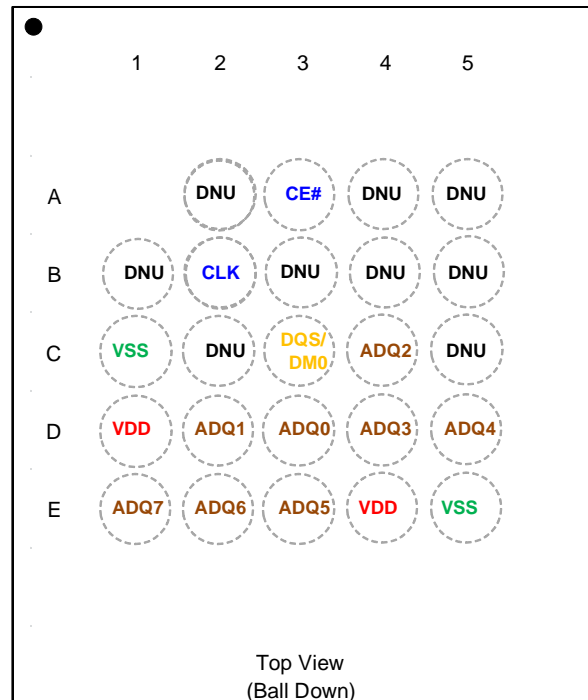 1 2 3 4 5
A DNU CE# DNU DNU
B DNU CLK DNU DNU DNU
C VSS DNU DQS/ ADQ2 DNU
DM0
D VDD ADQ1 ADQ0 ADQ3 ADQ4
E ADQ7 ADQ6 ADQ5 VDD VSS
Top View
(Ball Down)